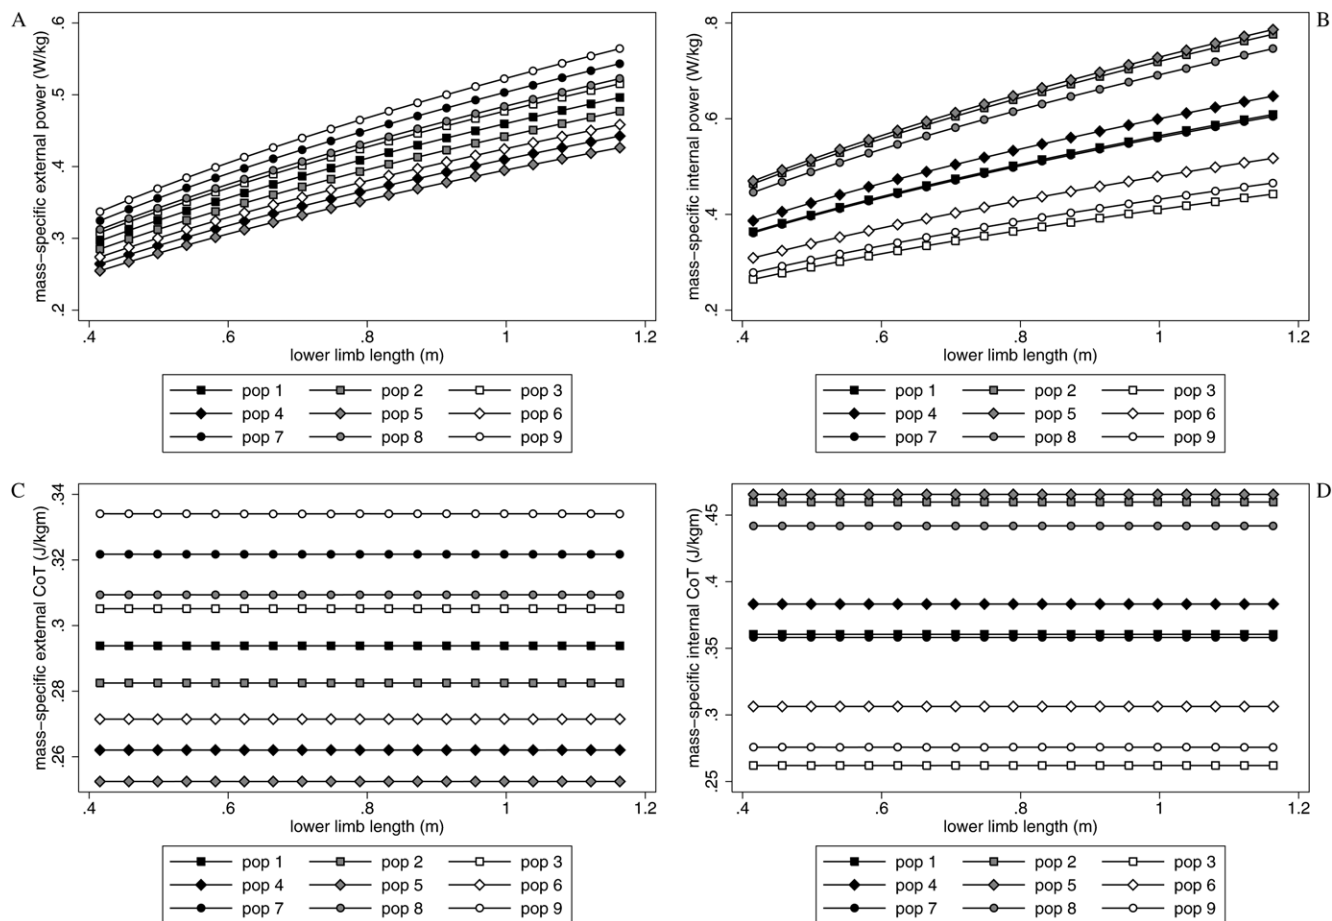 A
mass-specific external power (W/kg)
.6
.5
.4
.3
.2
.4
.6
.8
1
1.2
lower limb length (m)
pop 1
pop 2
pop 3
pop 4
pop 5
pop 6
pop 7
pop 8
pop 9
B
mass-specific internal power (W/kg)
.8
.6
.4
.2
.4
.6
.8
1
1.2
lower limb length (m)
pop 1
pop 2
pop 3
pop 4
pop 5
pop 6
pop 7
pop 8
pop 9
C
mass-specific external CoT (J/kgm)
.34
.32
.3
.28
.26
.4
.6
.8
1
1.2
lower limb length (m)
pop 1
pop 2
pop 3
pop 4
pop 5
pop 6
pop 7
pop 8
pop 9
D
mass-specific internal CoT (J/kgm)
.45
.4
.35
.3
.25
.4
.6
.8
1
1.2
lower limb length (m)
pop 1
pop 2
pop 3
pop 4
pop 5
pop 6
pop 7
pop 8
pop 9